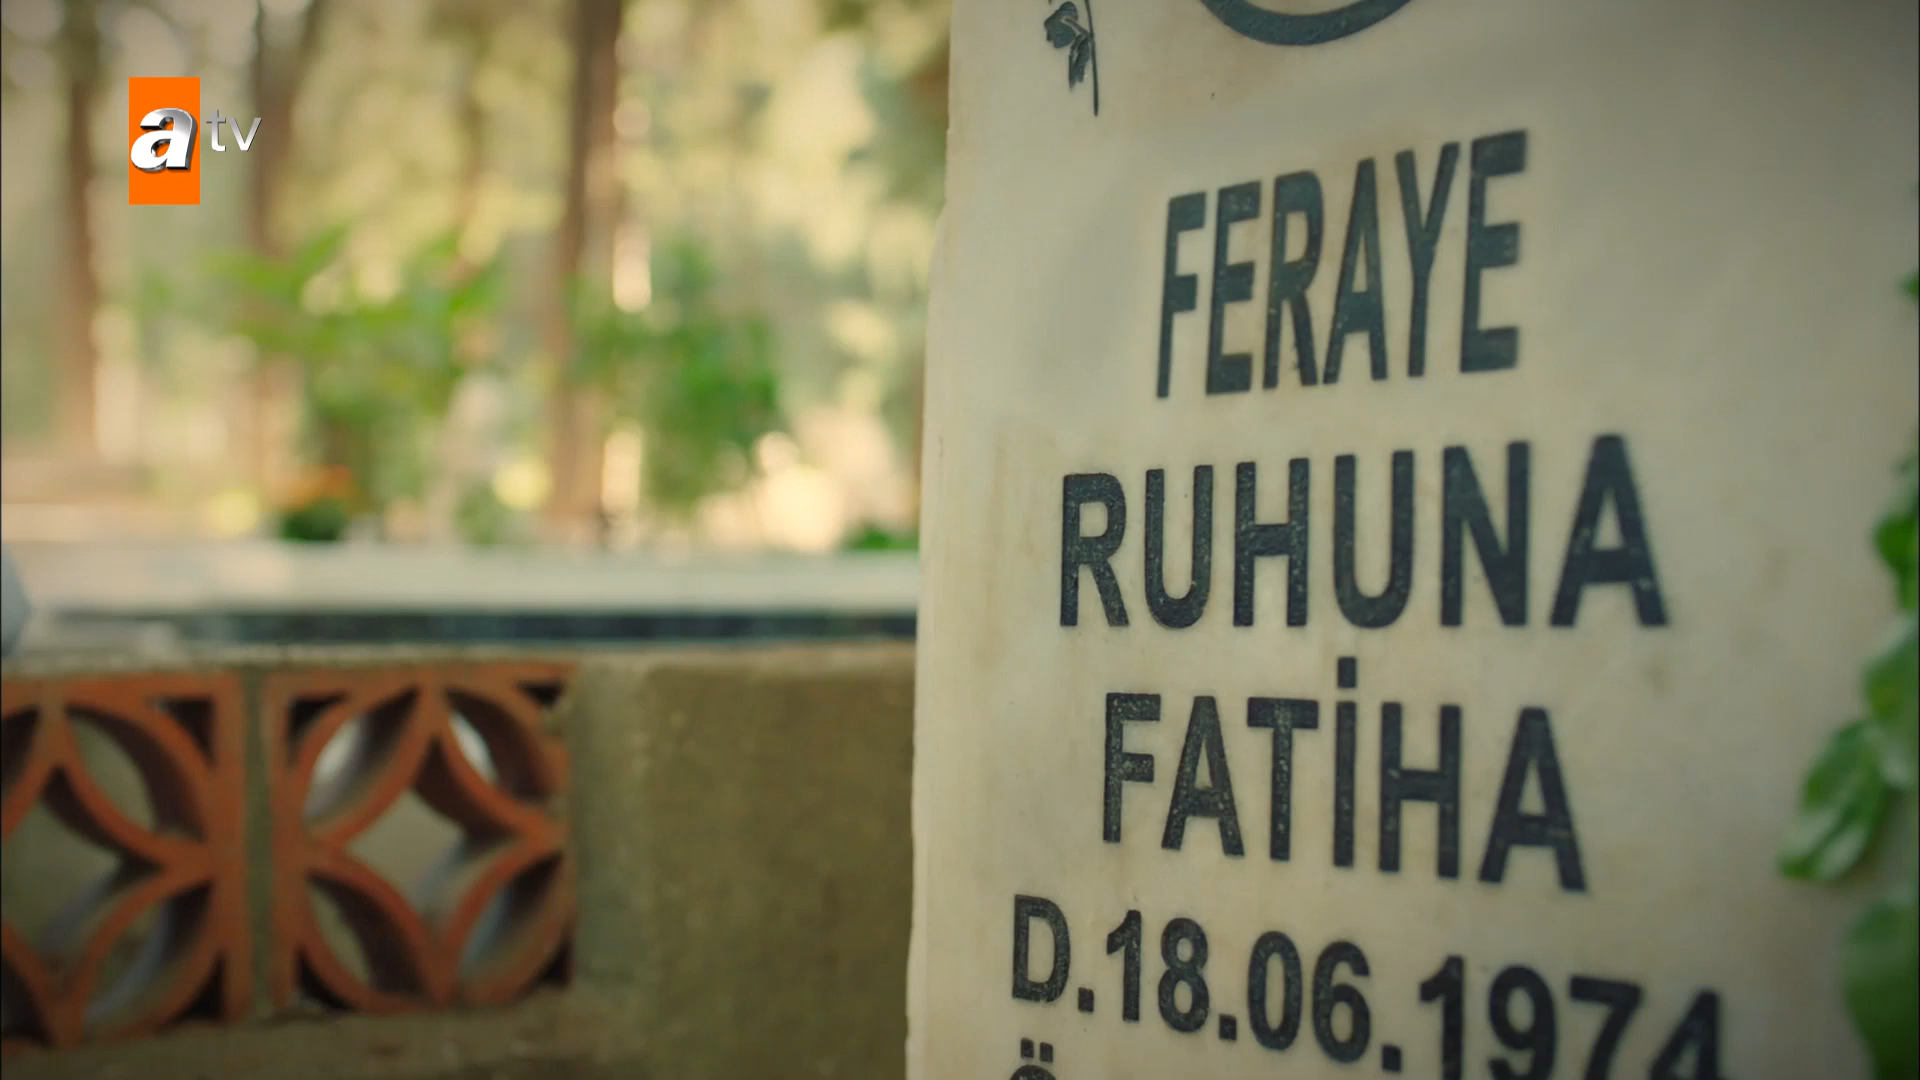 atv
FERAYE
RUHUNA
FATİHA
D.18.06.1974
Ö